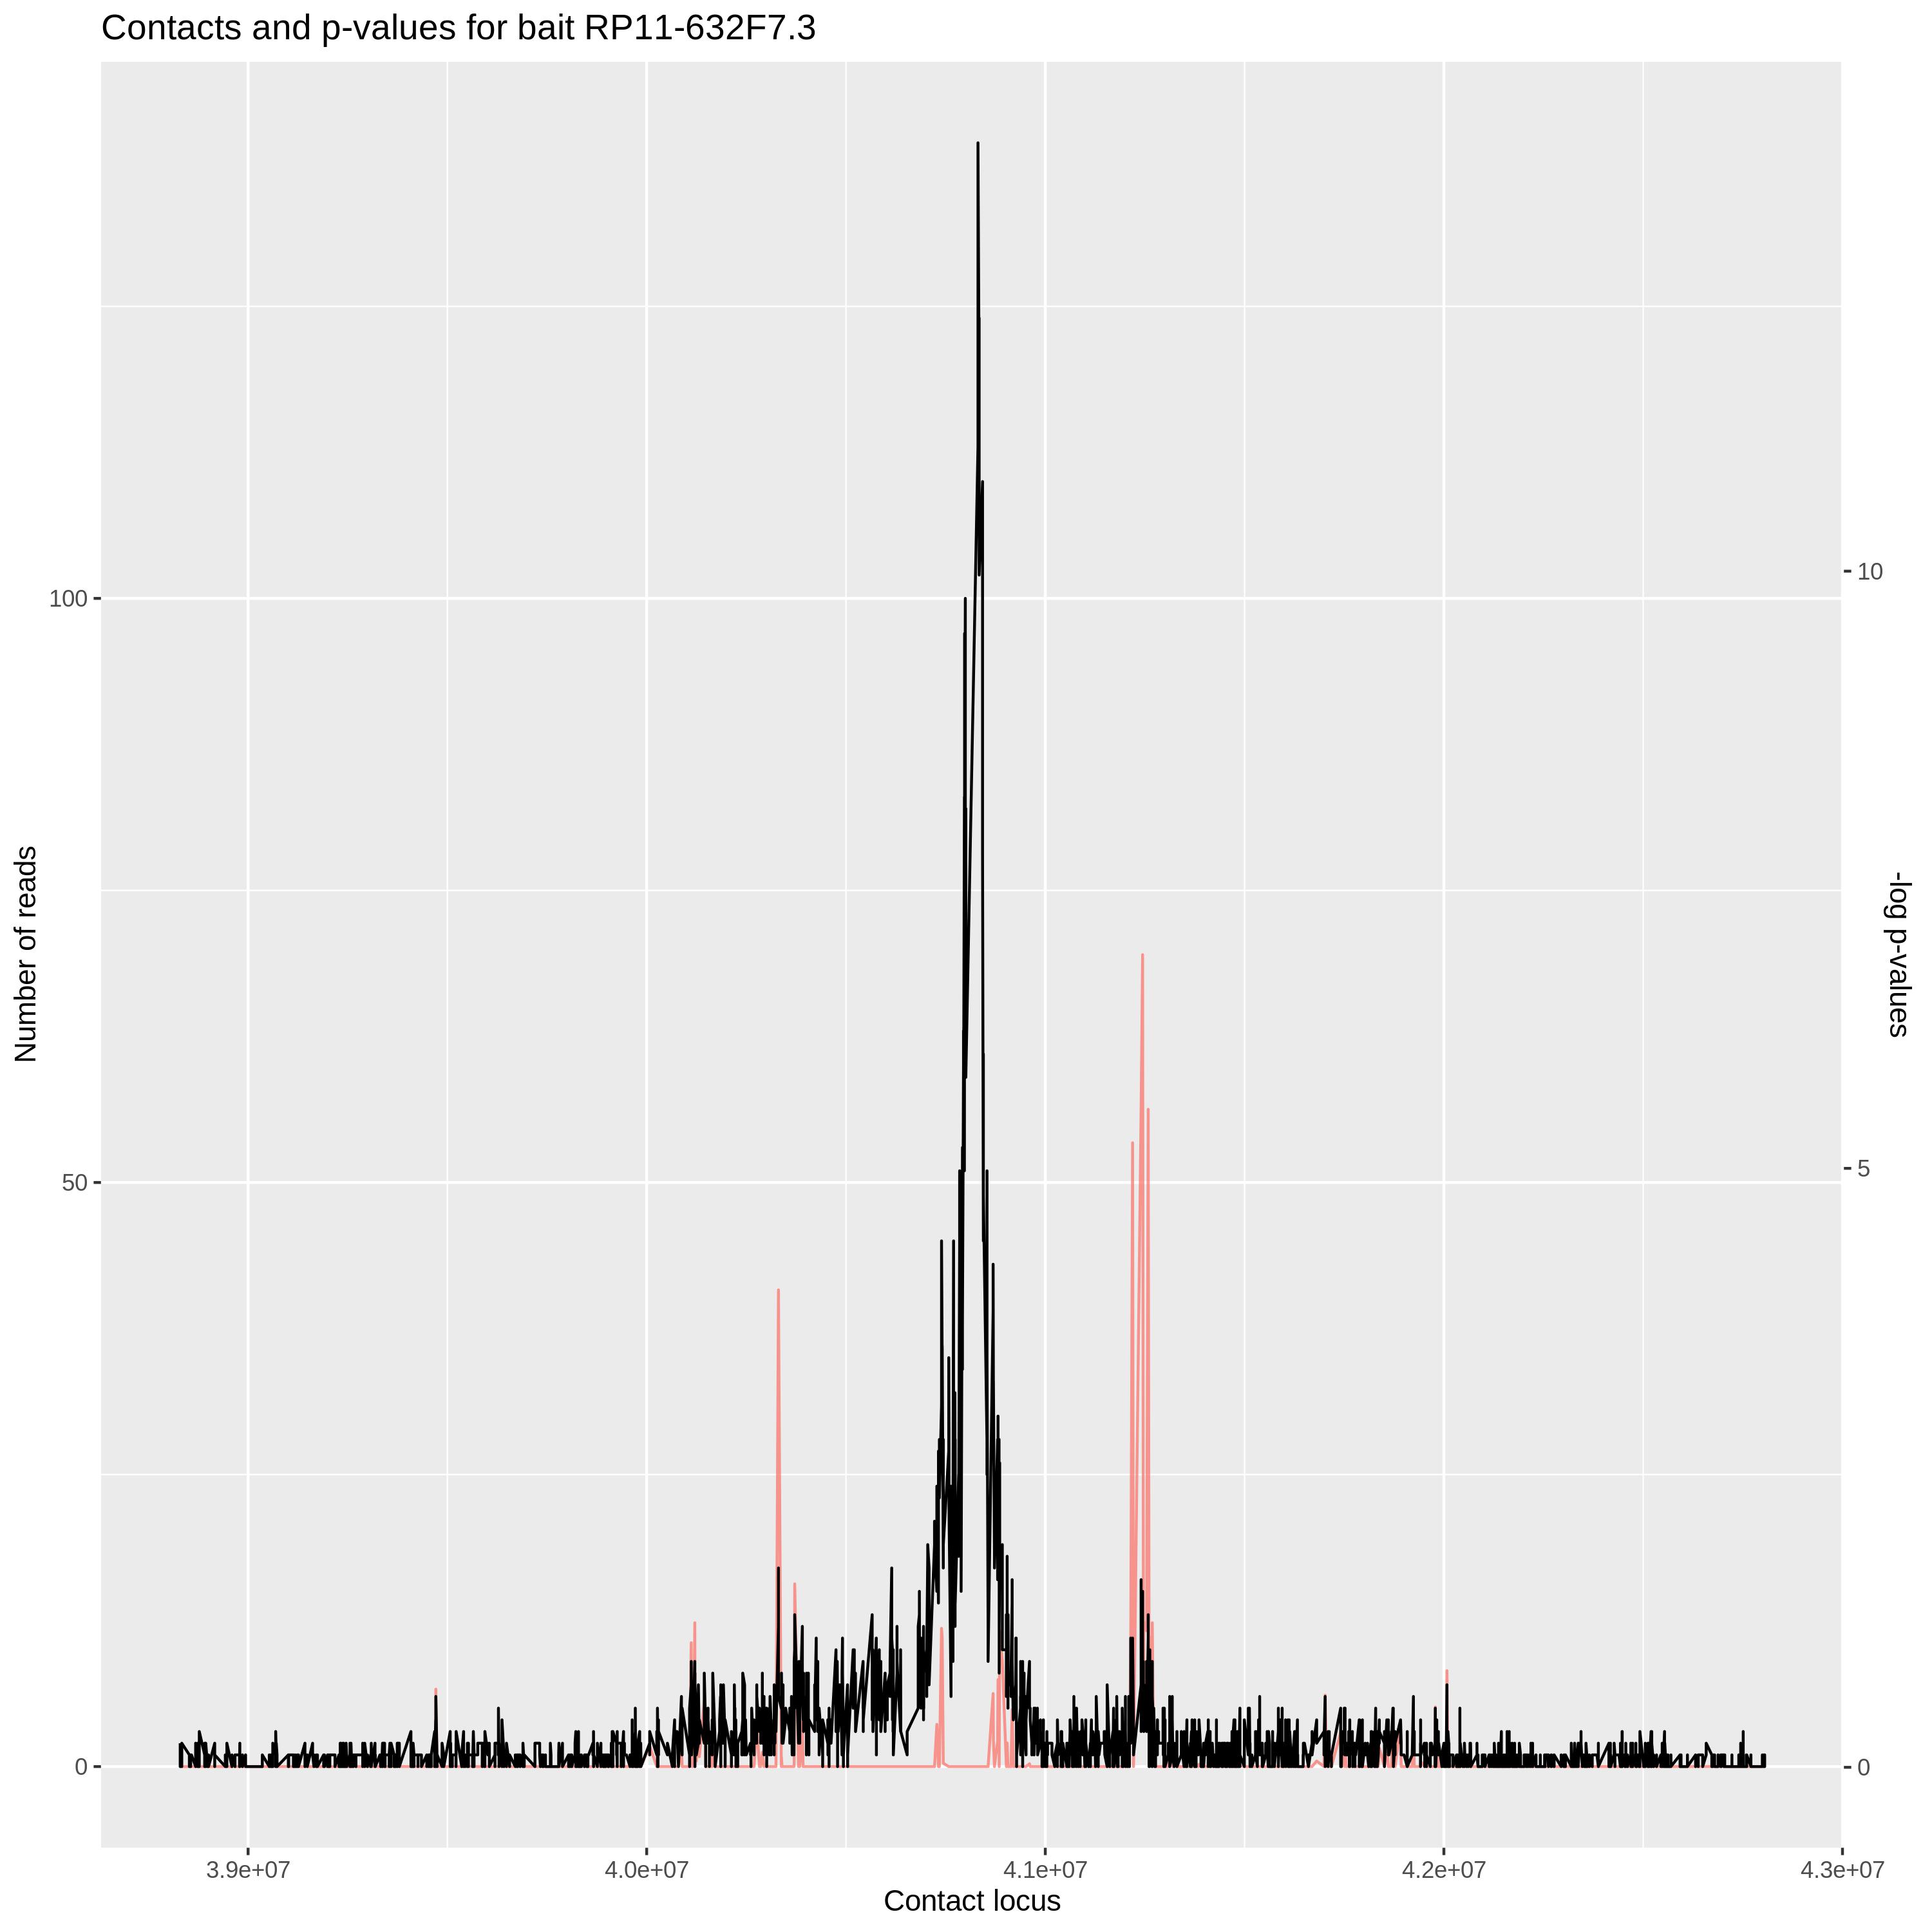 Contacts and p-values for bait RP11-632F7.3
Number of reads
100
50
0
10
5
0
-log p-values
3.9e+07
4.0e+07
4.1e+07
4.2e+07
4.3e+07
Contact locus